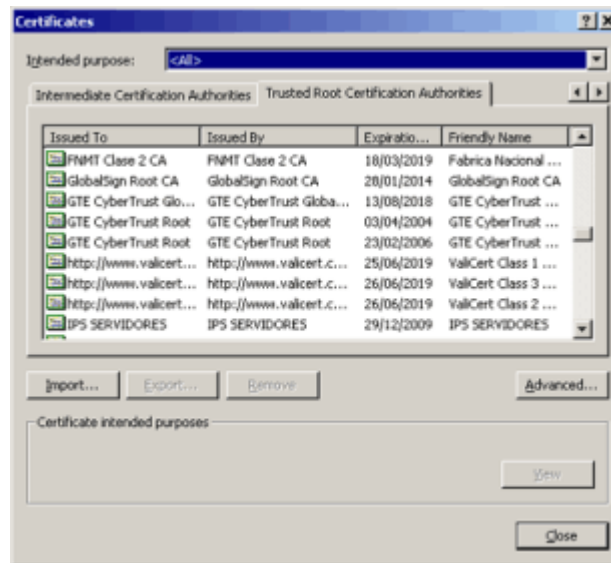 Certificates
Intended purpose: <All>
Intermediate Certification Authorities Trusted Root Certification Authorities
Issued To Issued By Expiratio... Friendly Name
FNMT Clase 2 CA FNMT Clase 2 CA 18/03/2019 Fabrica Nacional ...
GlobalSign Root CA GlobalSign Root CA 28/01/2014 GlobalSign Root CA
GTE CyberTrust Glo... GTE CyberTrust Globa... 13/08/2018 GTE CyberTrust ...
GTE CyberTrust Root GTE CyberTrust Root 03/04/2004 GTE CyberTrust ...
GTE CyberTrust Root GTE CyberTrust Root 23/02/2006 GTE CyberTrust ...
http://www.valicert... http://www.valicert.c... 25/06/2019 ValiCert Class 1 ...
http://www.valicert... http://www.valicert.c... 26/06/2019 ValiCert Class 3 ...
http://www.valicert... http://www.valicert.c... 26/06/2019 ValiCert Class 2 ...
IPS SERVIDORES IPS SERVIDORES 29/12/2009 IPS SERVIDORES
Import... Export... Remove Advanced...
Certificate intended purposes
View
Close